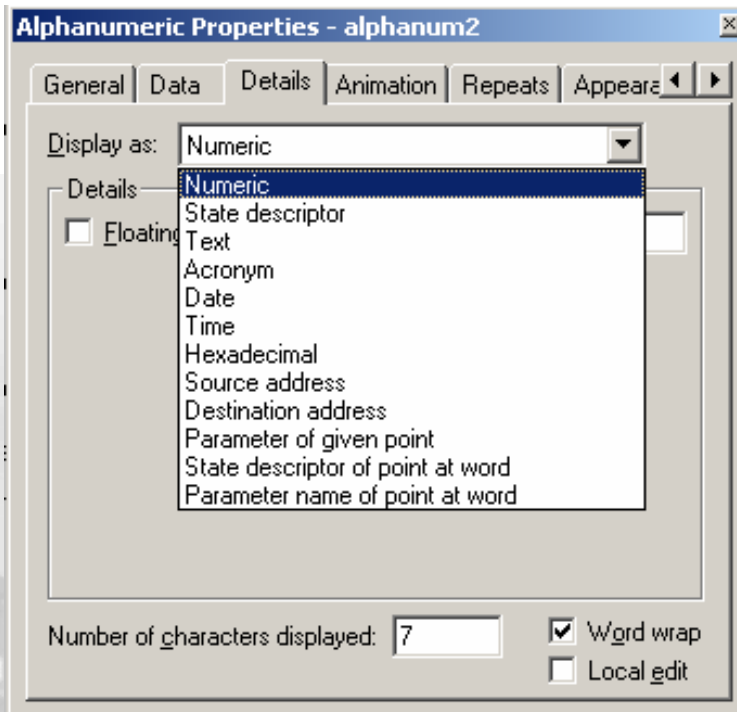 Alphanumeric Properties - alphanum2
General Data Details Animation Repeats Appeara
Display as: Numeric
Details
Numeric
State descriptor
Floating
Text
Acronym
Date
Time
Hexadecimal
Source address
Destination address
Parameter of given point
State descriptor of point at word
Parameter name of point at word
Number of characters displayed: 7
Word wrap
Local edit